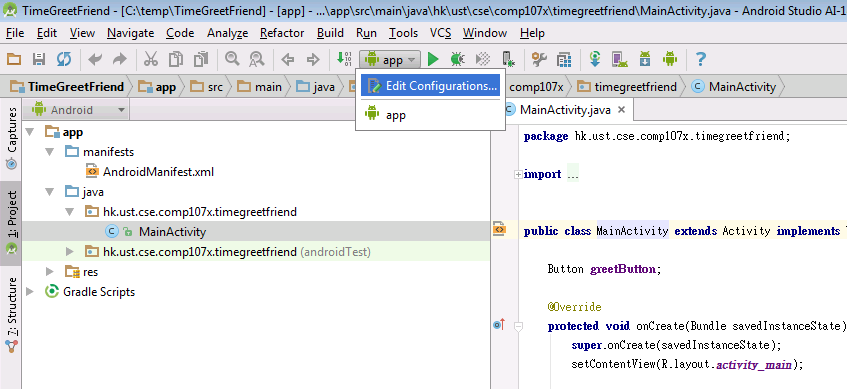 TimeGreetFriend - [C:\temp\TimeGreetFriend] - [app] - ...\app\src\main\java\hk\ust\cse\comp107x\timegreetfriend\MainActivity.java - Android Studio AI-1
File Edit View Navigate Code Analyze Refactor Build Run Tools VCS Window Help
app
TimeGreetFriend app src main java comp107x timegreetfriend MainActivity
Edit Configurations...
app
Android
MainActivity.java
Captures
1: Project
7: Structure
app
manifests
AndroidManifest.xml
java
hk.ust.cse.comp107x.timegreetfriend
MainActivity
hk.ust.cse.comp107x.timegreetfriend (androidTest)
res
Gradle Scripts
package hk.ust.cse.comp107x.timegreetfriend;
import ...
public class MainActivity extends Activity implements
Button greetButton;
@Override
protected void onCreate(Bundle savedInstanceState)
super.onCreate(savedInstanceState);
setContentView(R.layout.activity_main);